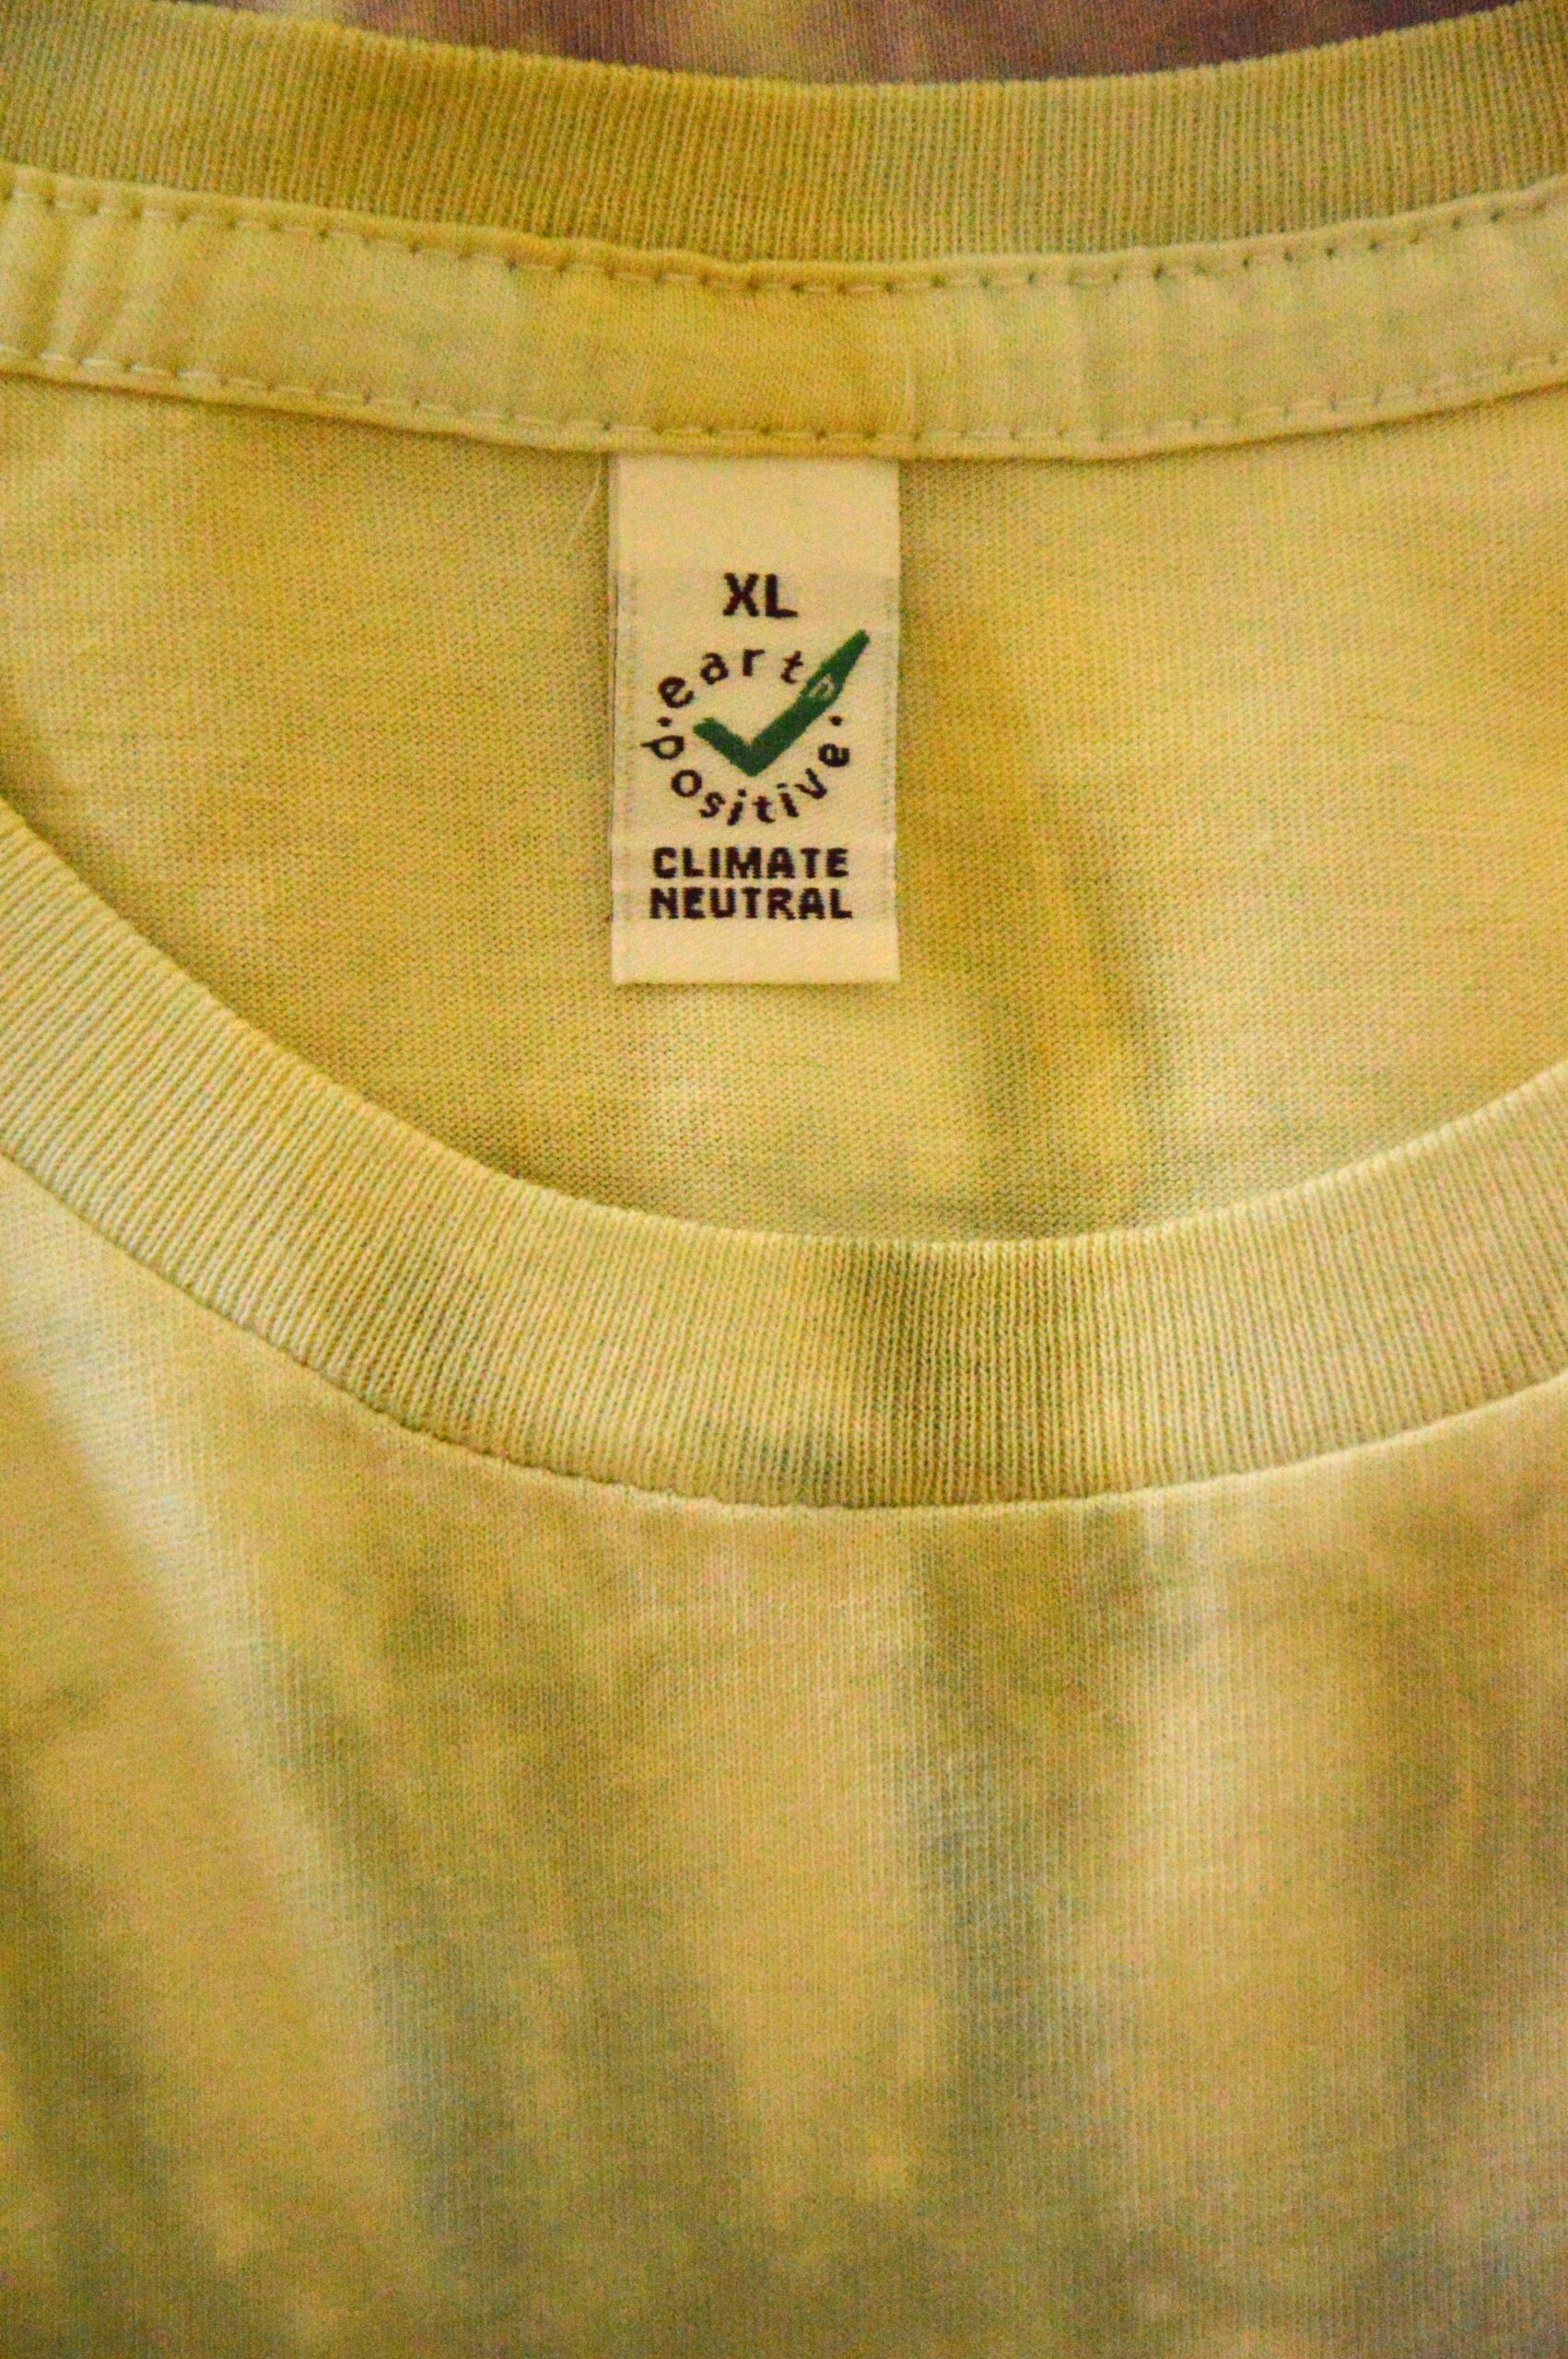 XL
earth
positive
CLIMATE
NEUTRAL